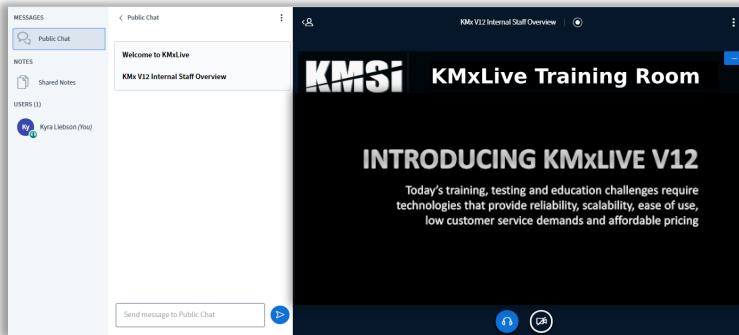 MESSAGES
Public Chat
NOTES
Shared Notes
USERS (1)
Ky
Kyra Liebson (You)
Public Chat
Welcome to KMxLive
KMx V12 Internal Staff Overview
Send message to Public Chat
KMx V12 Internal Staff Overview
KMSi KMxLive Training Room
INTRODUCING KMxLIVE V12
Today's training, testing and education challenges require
technologies that provide reliability, scalability, ease of use,
low customer service demands and affordable pricing